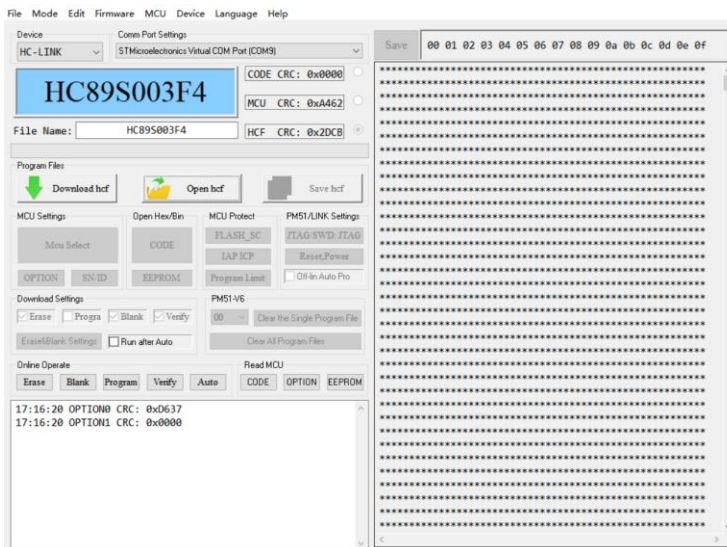 File Mode Edit Firmware MCU Device Language Help
Device
HC-LINK
Comm Port Settings
STMicroelectronics Virtual COM Port (COM9)
HC89S003F4
CODE CRC: 0x0000
MCU CRC: 0xA462
File Name: HC89S003F4
HCF CRC: 0x2DCB
Program Files
Download hcf
Open hcf
Save hcf
MCU Settings
Mcu Select
OPTION
SN/ID
Open Hex/Bin
CODE
EEPROM
MCU Protect
FLASH_SC
IAP ICP
Program Limit
PM51/LINK Settings
JTAG/SWD: JTAG
Reset,Power
Off-lin Auto Pro
Download Settings
Erase
Progra
Blank
Verify
Erase&Blank Settings
Run after Auto
PM51-V6
00
Clear the Single Program File
Clear All Program Files
Online Operate
Erase
Blank
Program
Verify
Auto
Read MCU
CODE
OPTION
EEPROM
17:16:20 OPTION0 CRC: 0xD637
17:16:20 OPTION1 CRC: 0x0000
Save
00 01 02 03 04 05 06 07 08 09 0a 0b 0c 0d 0e 0f